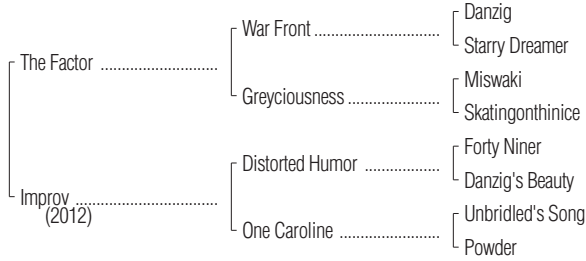 Danzig
War Front ................................
Starry Dreamer
The Factor ..............................
Miswaki
Greyciousness ........................
Skatingonthinice
Forty Niner
Distorted Humor ...................
Danzig's Beauty
Improv .....................................
(2012)
Unbridled's Song
One Caroline ..........................
Powder